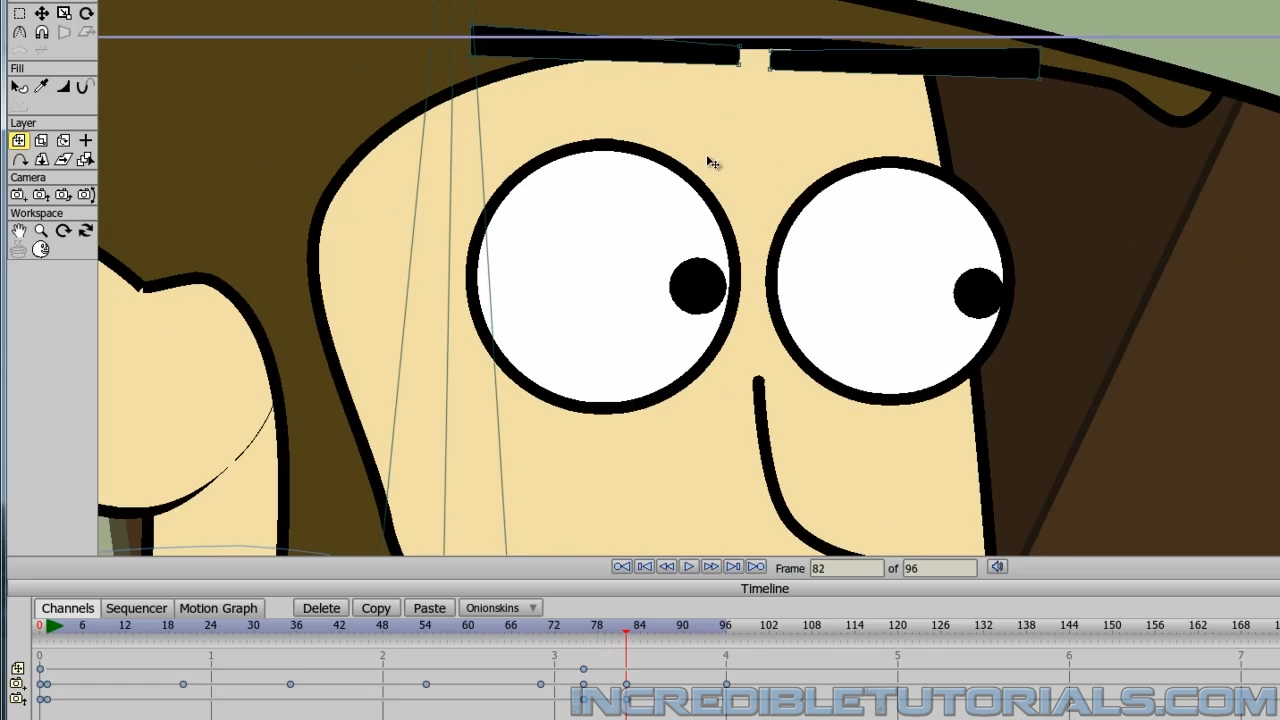 Fill
Layer
Camera
Workspace
Frame 82 of 96
Timeline
Channels Sequencer Motion Graph Delete Copy Paste Onionskins
0 6 12 18 24 30 36 42 48 54 60 66 72 78 84 90 96 102 108 114 120 126 132 138 144 150 156 162 168
0 1 2 3 4 5 6 7
INCREDIBLETUTORIALS.COM